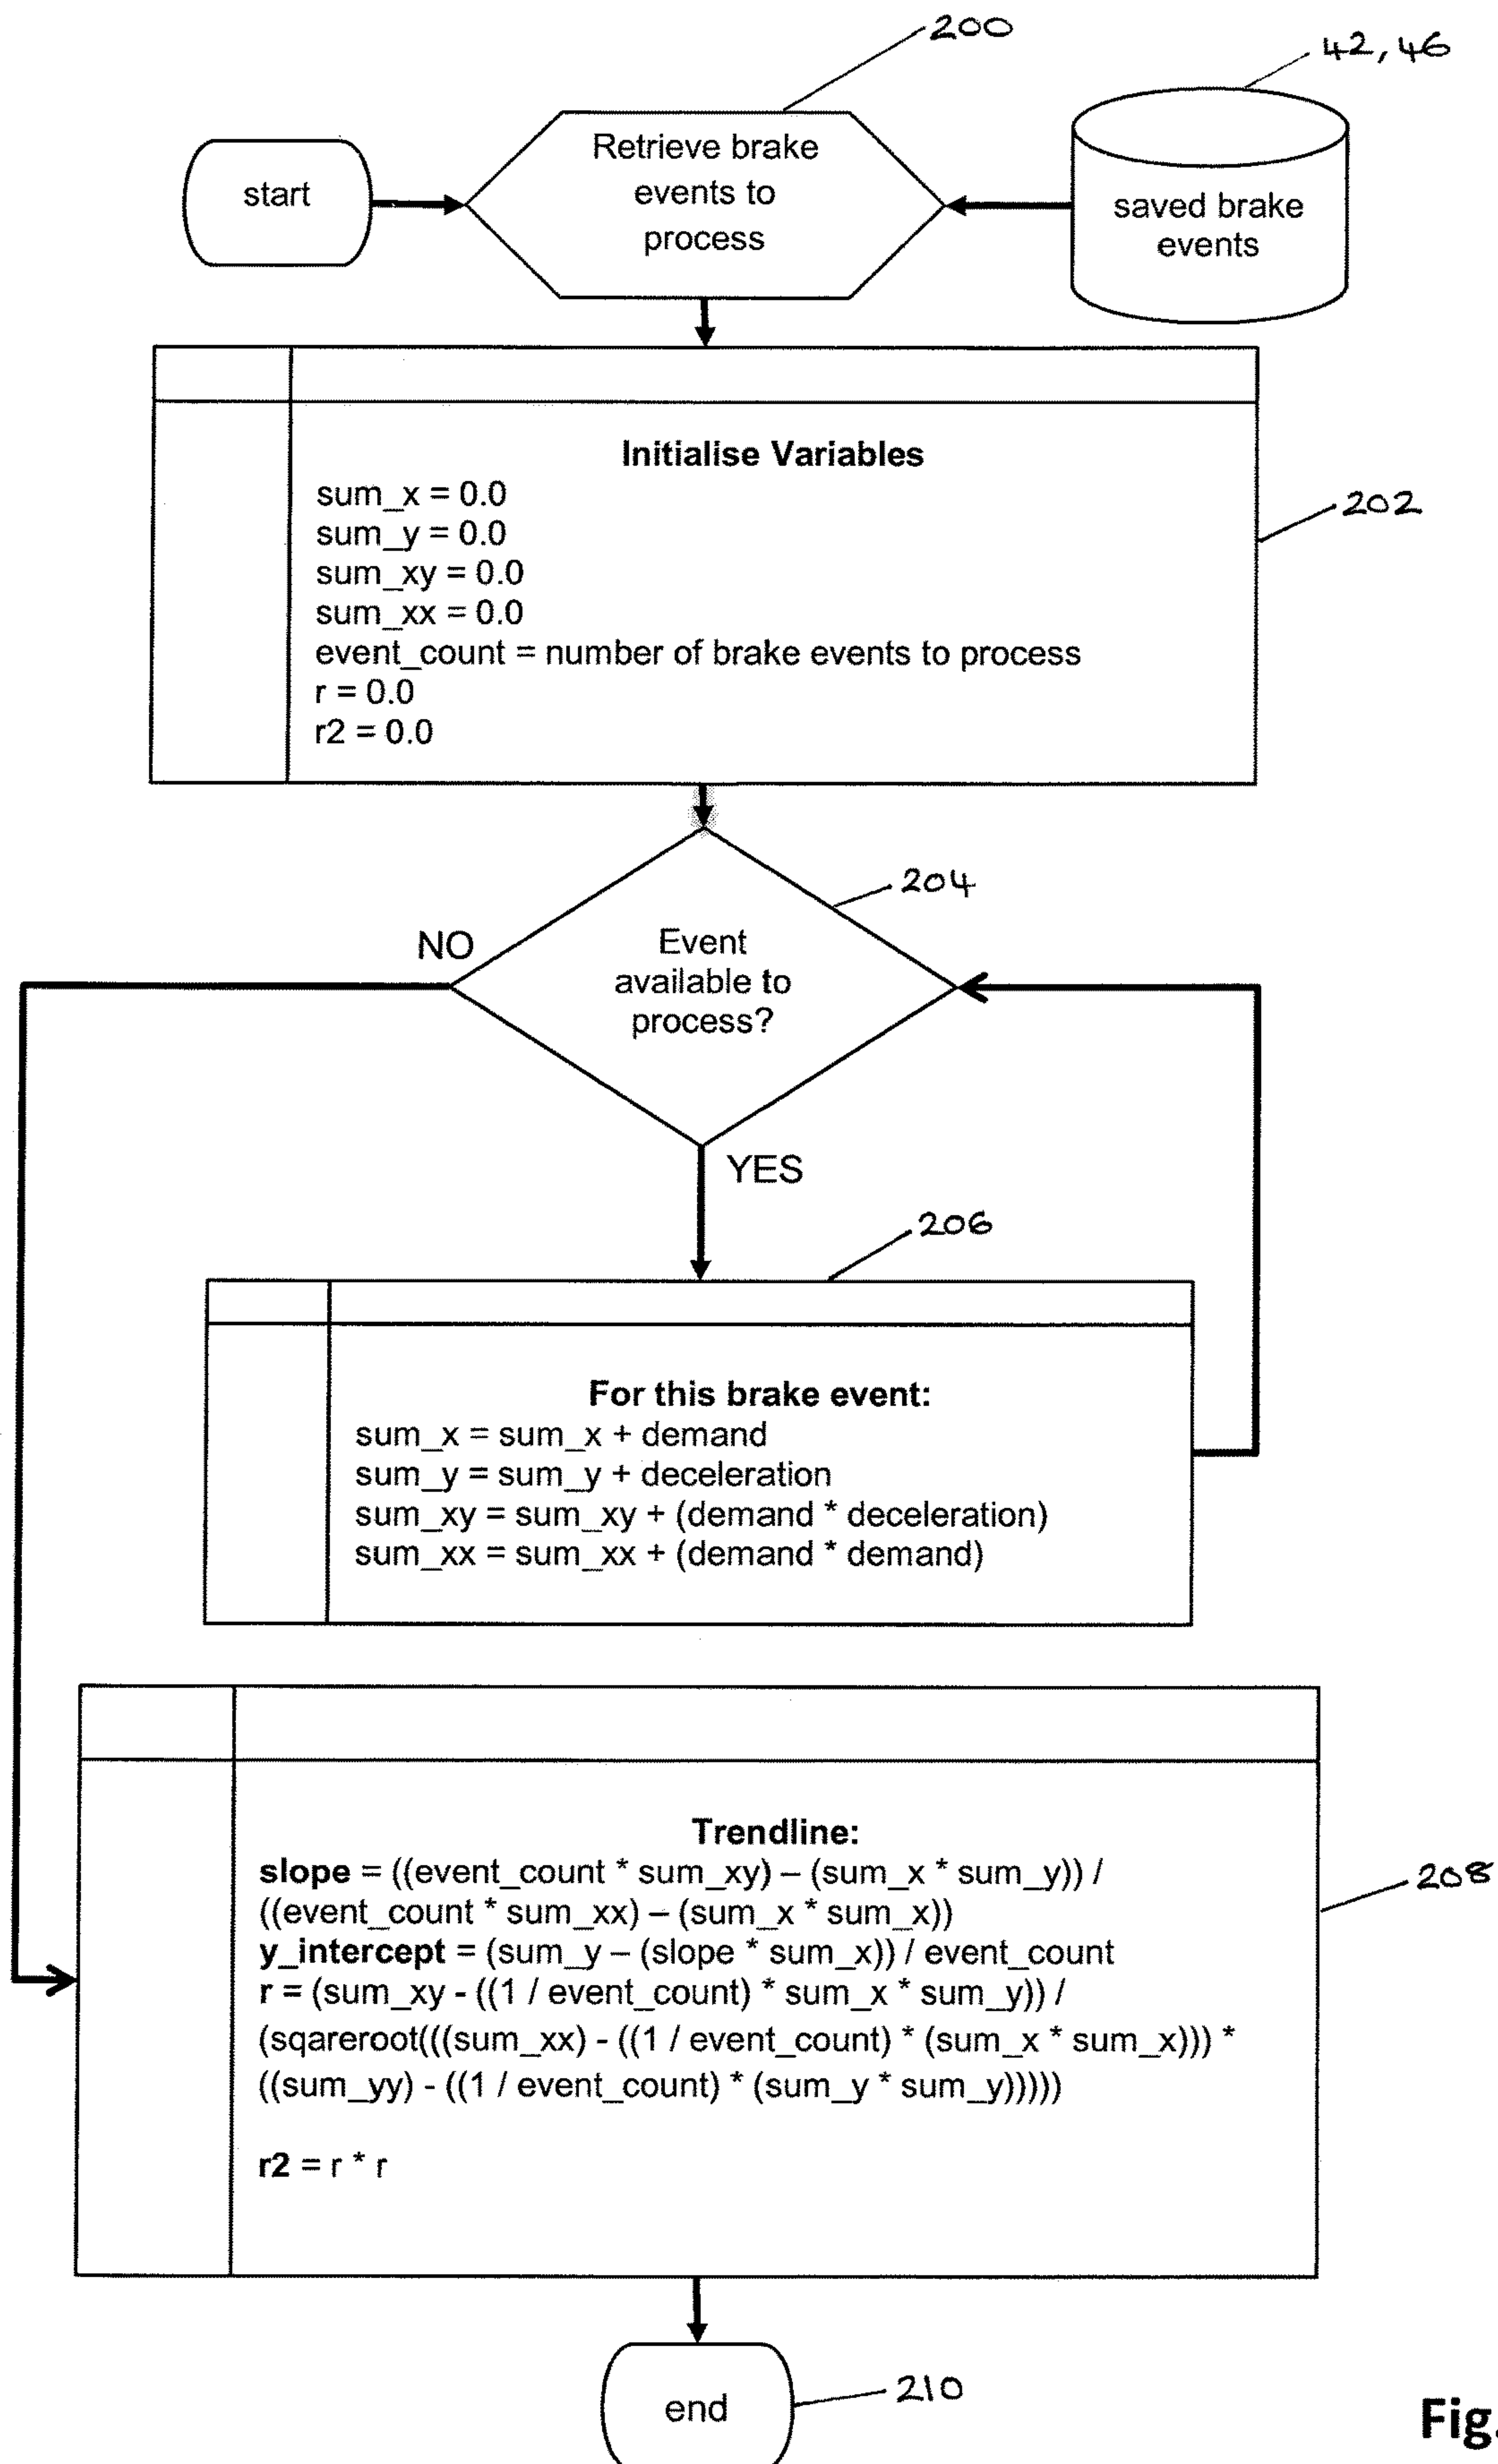 200
42, 46
start
Retrieve brake
events to
process
saved brake
events
Initialise Variables
sum_x = 0.0
sum_y = 0.0
sum_xy = 0.0
sum_xx = 0.0
event_count = number of brake events to process
r = 0.0
r2 = 0.0
202
204
NO
Event
available to
process?
YES
206
For this brake event:
sum_x = sum_x + demand
sum_y = sum_y + deceleration
sum_xy = sum_xy + (demand * deceleration)
sum_xx = sum_xx + (demand * demand)
Trendline:
slope = ((event_count * sum_xy) – (sum_x * sum_y)) /
((event_count * sum_xx) – (sum_x * sum_x))
y_intercept = (sum_y – (slope * sum_x)) / event_count
r = (sum_xy - ((1 / event_count) * sum_x * sum_y)) /
(sqareroot(((sum_xx) - ((1 / event_count) * (sum_x * sum_x))) *
((sum_yy) - ((1 / event_count) * (sum_y * sum_y)))))
r2 = r * r
208
end
210
Fig.